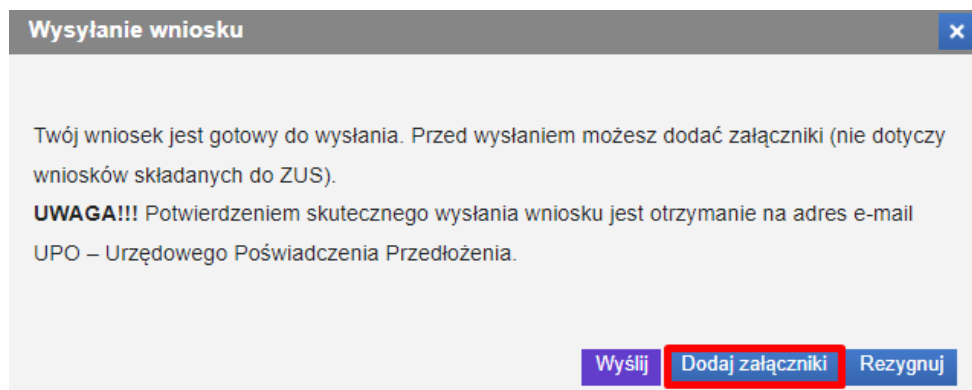 Wysyłanie wniosku
Twój wniosek jest gotowy do wysłania. Przed wysłaniem możesz dodać załączniki (nie dotyczy
wniosków składanych do ZUS).
UWAGA!!! Potwierdzeniem skutecznego wysłania wniosku jest otrzymanie na adres e-mail
UPO – Urzędowego Poświadczenia Przedłożenia.
Wyślij Dodaj załączniki Rezygnuj